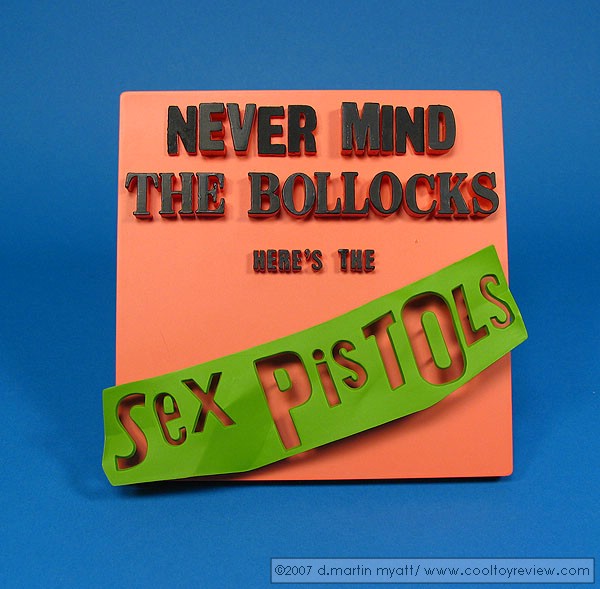 NEVER MIND
THE BOLLOCKS
HERE'S THE
Sex PisTOLS
©2007 d.martin myatt/ www.cooltoyreview.com